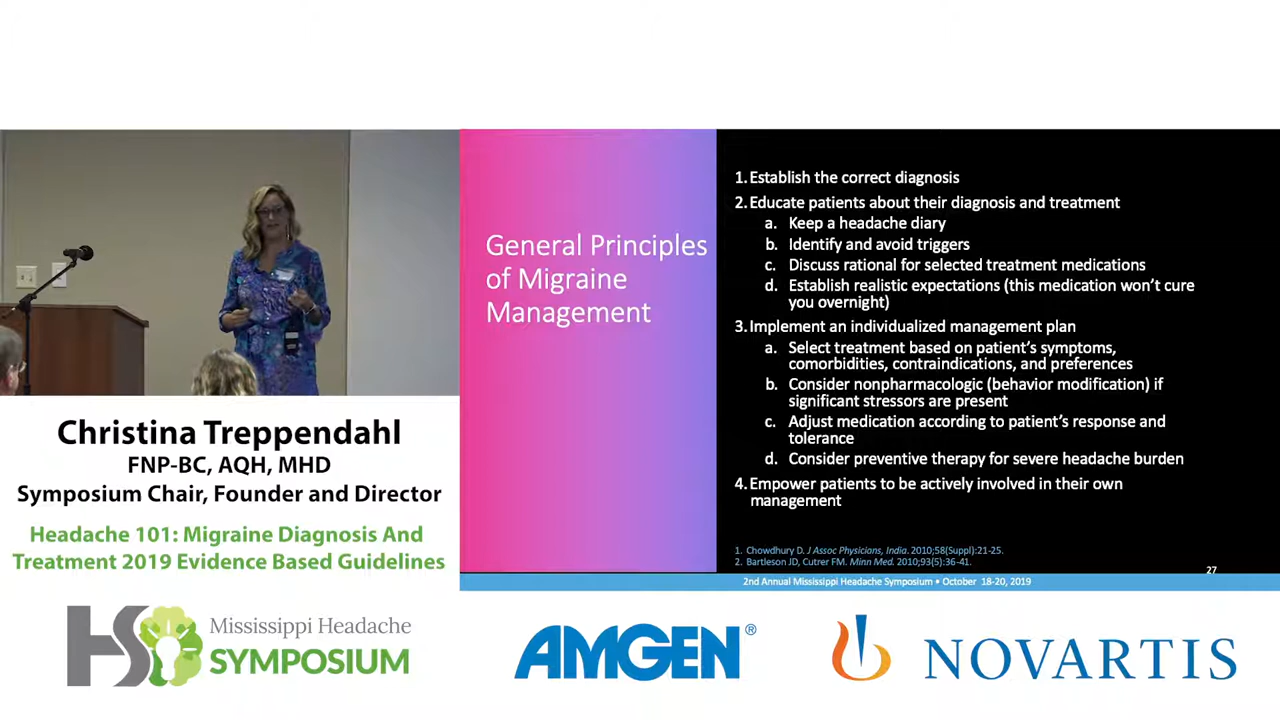 General Principles
of Migraine
Management
1. Establish the correct diagnosis
2. Educate patients about their diagnosis and treatment
a. Keep a headache diary
b. Identify and avoid triggers
c. Discuss rational for selected treatment medications
d. Establish realistic expectations (this medication won't cure
you overnight)
3. Implement an individualized management plan
a. Select treatment based on patient's symptoms,
comorbidities, contraindications, and preferences
b. Consider nonpharmacologic (behavior modification) if
significant stressors are present
c. Adjust medication according to patient's response and
tolerance
d. Consider preventive therapy for severe headache burden
4. Empower patients to be actively involved in their own
management
1. Chowdhury D. J Assoc Physicians, India. 2010;58(Suppl):21-25.
2. Bartleson JD, Cutrer FM. Minn Med. 2010;93(5):36-41.
27
2nd Annual Mississippi Headache Symposium • October 18-20, 2019
Christina Treppendahl
FNP-BC, AQH, MHD
Symposium Chair, Founder and Director
Headache 101: Migraine Diagnosis And
Treatment 2019 Evidence Based Guidelines
HS
Mississippi Headache
SYMPOSIUM
AMGEN®
NOVARTIS